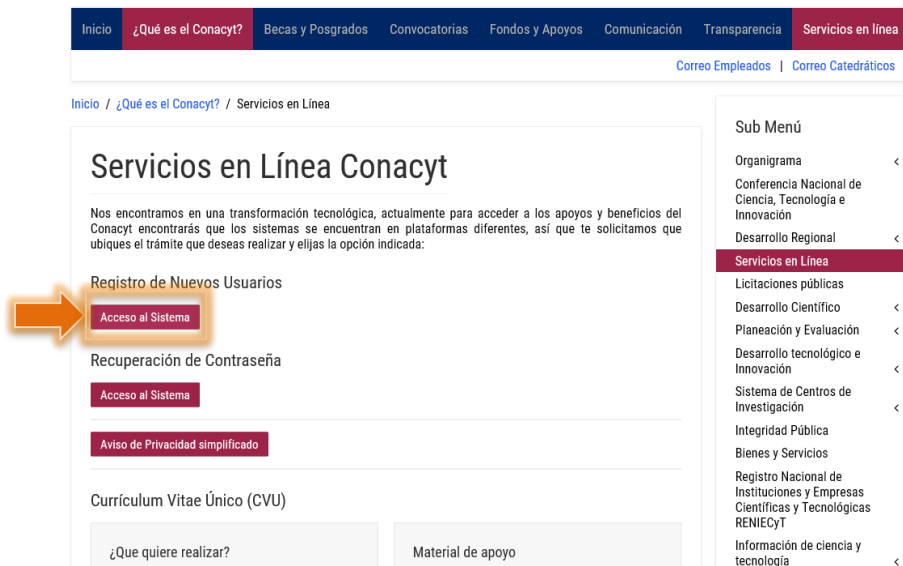 Inicio ¿Qué es el Conacyt? Becas y Posgrados Convocatorias Fondos y Apoyos Comunicación Transparencia Servicios en línea
Correo Empleados | Correo Catedráticos
Inicio / ¿Qué es el Conacyt? / Servicios en Línea
Servicios en Línea Conacyt
Nos encontramos en una transformación tecnológica, actualmente para acceder a los apoyos y beneficios del
Conacyt encontrarás que los sistemas se encuentran en plataformas diferentes, así que te solicitamos que
ubiques el trámite que deseas realizar y elijas la opción indicada:
Registro de Nuevos Usuarios
Acceso al Sistema
Recuperación de Contraseña
Acceso al Sistema
Aviso de Privacidad simplificado
Currículum Vitae Único (CVU)
¿Que quiere realizar?
Material de apoyo
Sub Menú
Organigrama
Conferencia Nacional de
Ciencia, Tecnología e
Innovación
Desarrollo Regional
Servicios en Línea
Licitaciones públicas
Desarrollo Científico
Planeación y Evaluación
Desarrollo tecnológico e
Innovación
Sistema de Centros de
Investigación
Integridad Pública
Bienes y Servicios
Registro Nacional de
Instituciones y Empresas
Científicas y Tecnológicas
RENIECyT
Información de ciencia y
tecnología